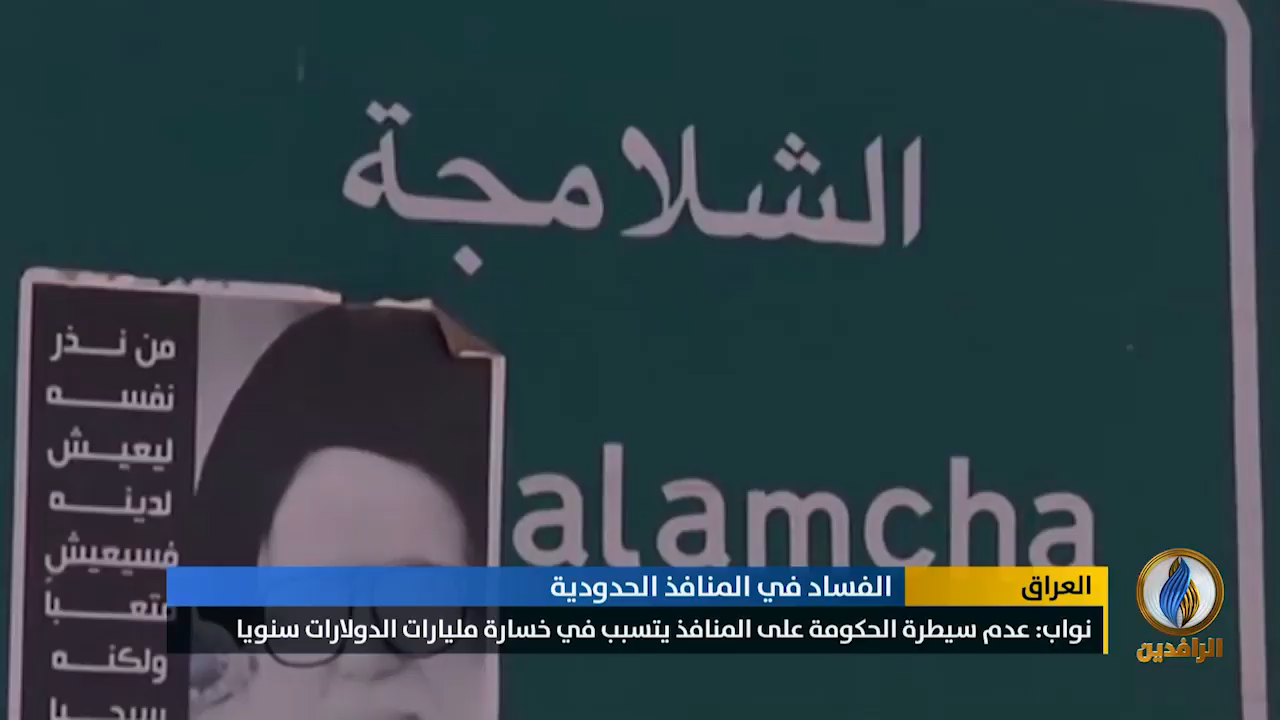 الشلامجة
alamcha
من نذر
نفسه
ليعيش
لدينه
فسيعيش
متعباً
ولكنه
سيحيا
العراق
الفساد في المنافذ الحدودية
نواب: عدم سيطرة الحكومة على المنافذ يتسبب في خسارة مليارات الدولارات سنويا
الرافدين